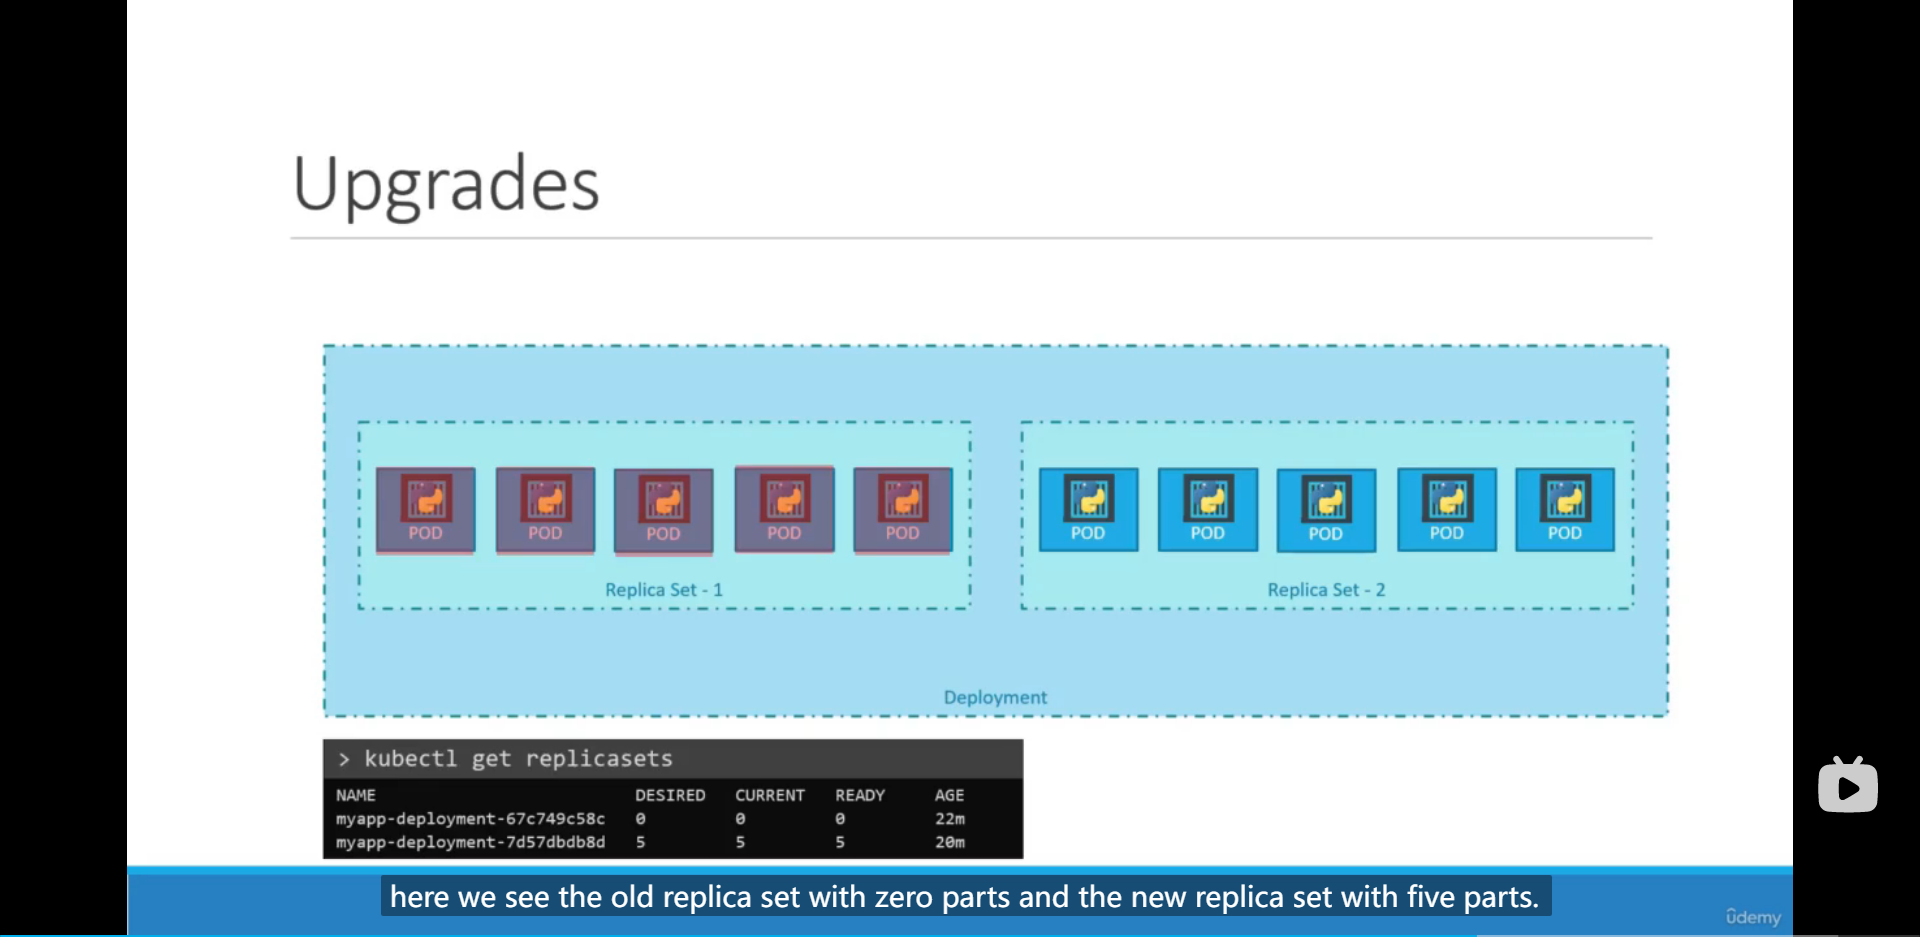 Upgrades
POD POD POD POD POD
Replica Set - 1
POD POD POD POD POD
Replica Set - 2
Deployment
> kubectl get replicasets
NAME DESIRED CURRENT READY AGE
myapp-deployment-67c749c58c 0 0 0 22m
myapp-deployment-7d57dbdb8d 5 5 5 20m
here we see the old replica set with zero parts and the new replica set with five parts.
ûdemy